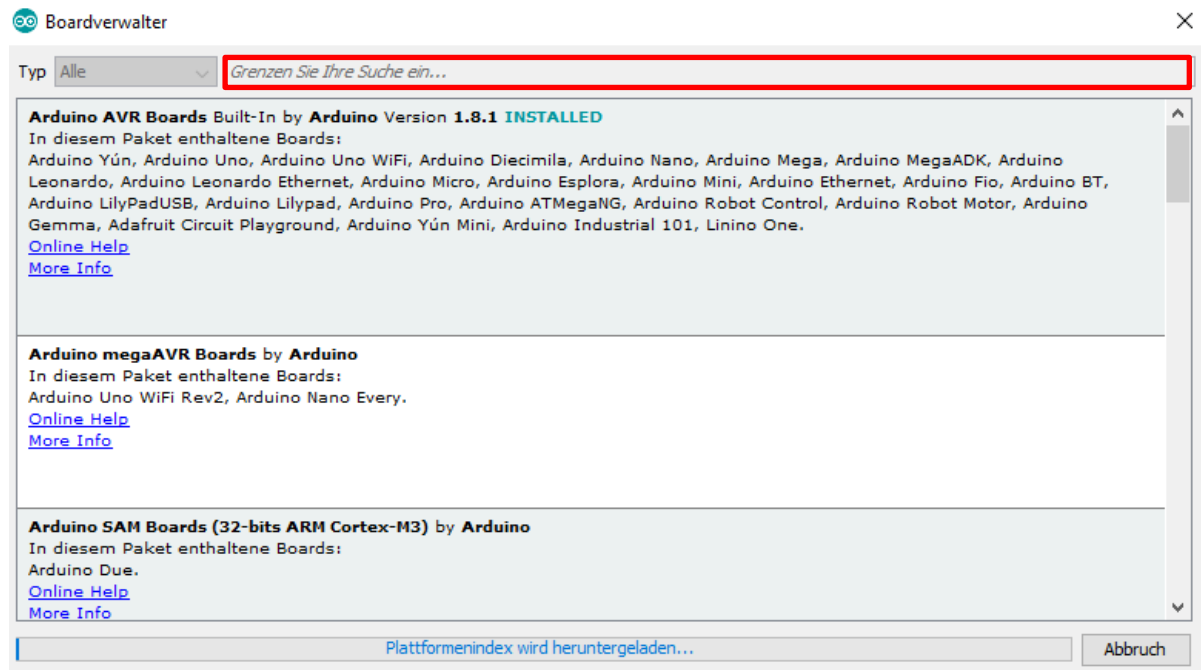 Boardverwalter
Typ Alle Grenzen Sie Ihre Suche ein...
Arduino AVR Boards Built-In by Arduino Version 1.8.1 INSTALLED
In diesem Paket enthaltene Boards:
Arduino Yún, Arduino Uno, Arduino Uno WiFi, Arduino Diecimila, Arduino Nano, Arduino Mega, Arduino MegaADK, Arduino
Leonardo, Arduino Leonardo Ethernet, Arduino Micro, Arduino Esplora, Arduino Mini, Arduino Ethernet, Arduino Fio, Arduino BT,
Arduino LilyPadUSB, Arduino Lilypad, Arduino Pro, Arduino ATMegaNG, Arduino Robot Control, Arduino Robot Motor, Arduino
Gemma, Adafruit Circuit Playground, Arduino Yún Mini, Arduino Industrial 101, Linino One.
Online Help
More Info
Arduino megaAVR Boards by Arduino
In diesem Paket enthaltene Boards:
Arduino Uno WiFi Rev2, Arduino Nano Every.
Online Help
More Info
Arduino SAM Boards (32-bits ARM Cortex-M3) by Arduino
In diesem Paket enthaltene Boards:
Arduino Due.
Online Help
More Info
Plattformenindex wird heruntergeladen... Abbruch